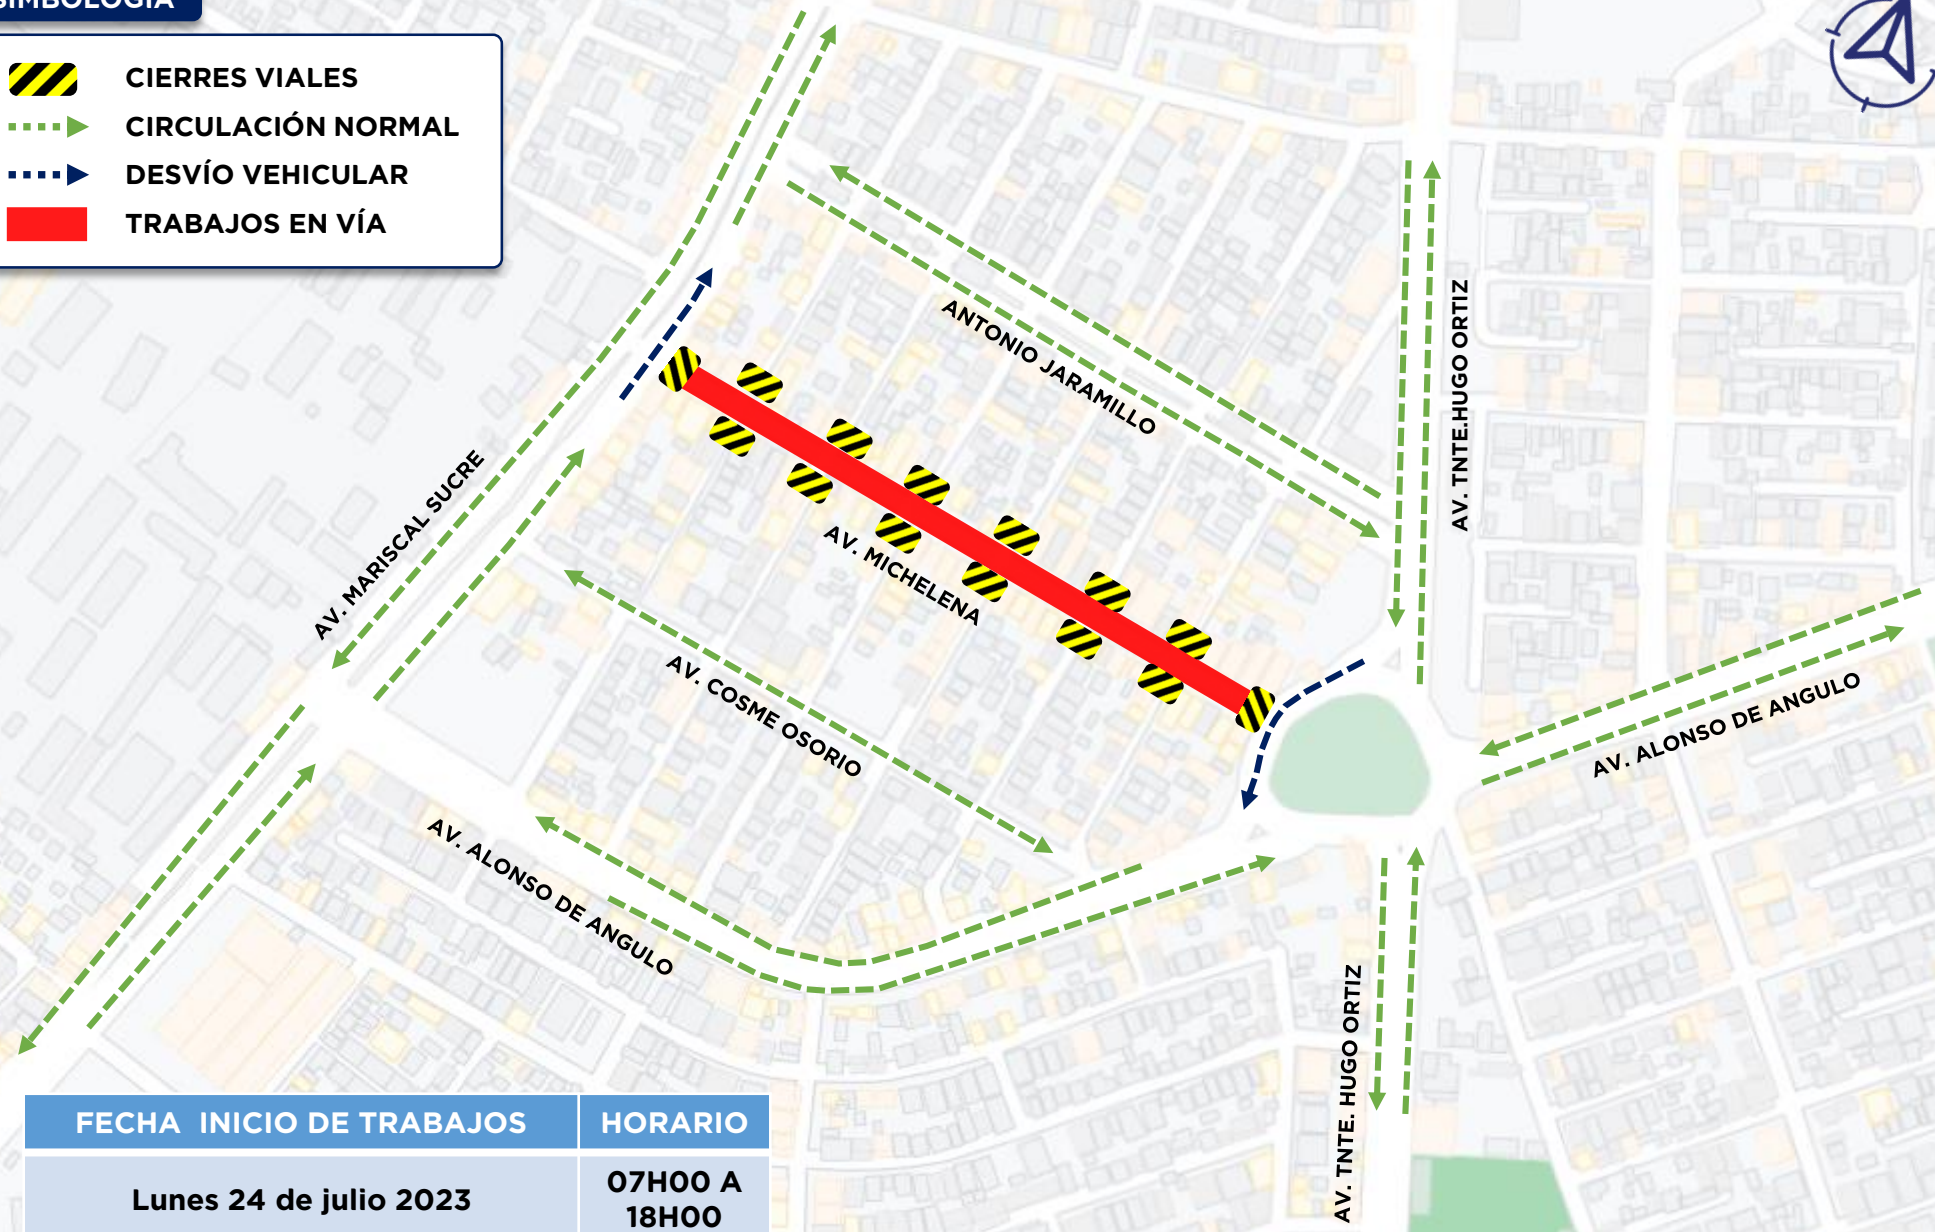 SIMBOLOGÍA
CIERRES VIALES
CIRCULACIÓN NORMAL
DESVÍO VEHICULAR
TRABAJOS EN VÍA
ANTONIO JARAMILLO
AV. TNTE.HUGO ORTIZ
AV. MARISCAL SUCRE
AV. MICHELENA
AV. COSME OSORIO
AV. ALONSO DE ANGULO
AV. ALONSO DE ANGULO
AV. TNTE. HUGO ORTIZ
FECHA INICIO DE TRABAJOS
HORARIO
Lunes 24 de julio 2023
07H00 A
18H00